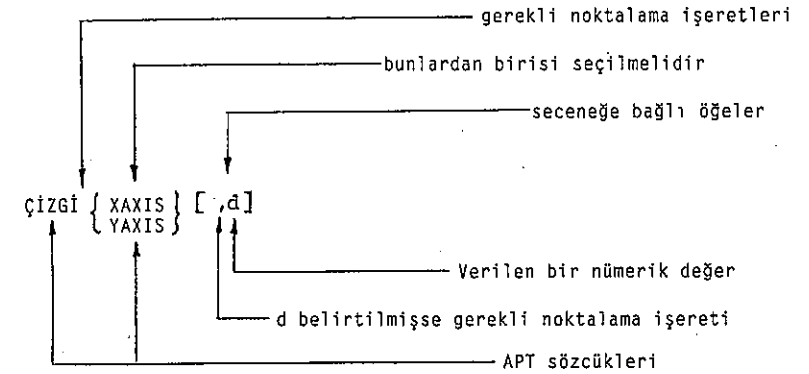 gerekli noktalama işeretleri
bunlardan birisi seçilmelidir
seceneğe bağlı öğeler
ÇİZGİ { XAXIS } [ ,d]
YAXIS
Verilen bir nümerik değer
d belirtilmişse gerekli noktalama işereti
APT sözcükleri